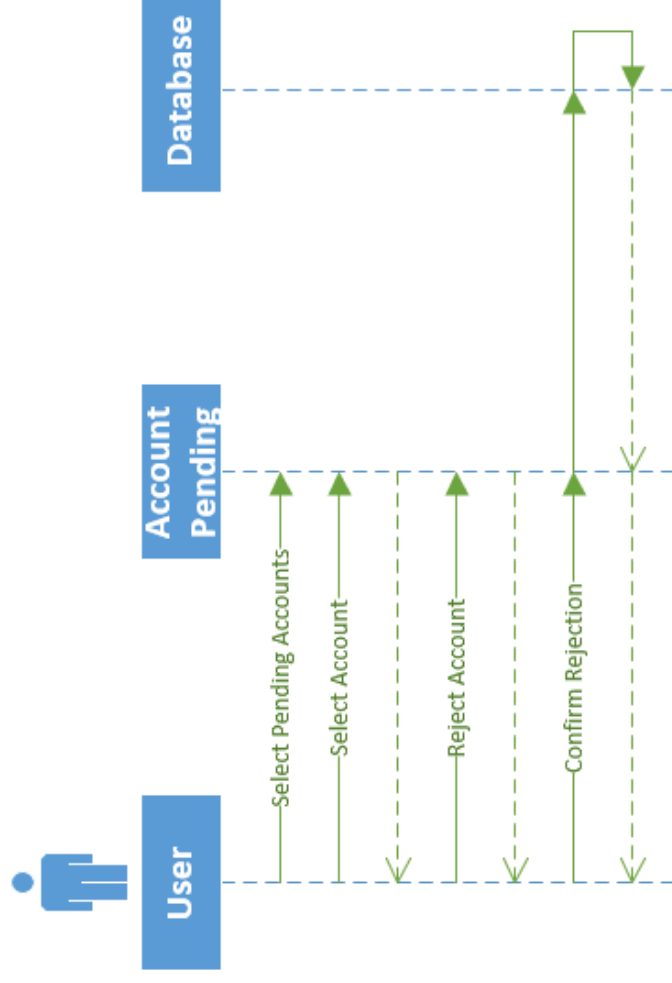 User
Account
Pending
Database
Select Pending Accounts
Select Account
Reject Account
Confirm Rejection